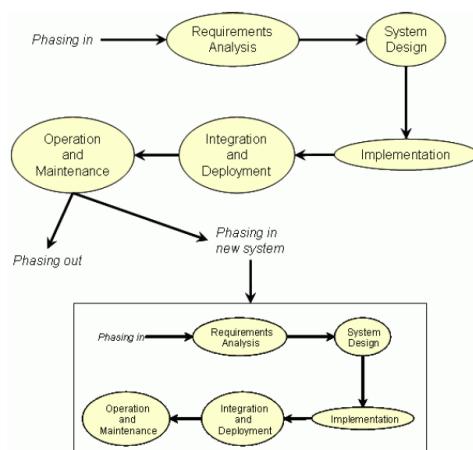 Phasing in
Requirements
Analysis
System
Design
Operation
and
Maintenance
Integration
and
Deployment
Implementation
Phasing out
Phasing in
new system
Phasing in
Requirements
Analysis
System
Design
Operation
and
Maintenance
Integration
and
Deployment
Implementation